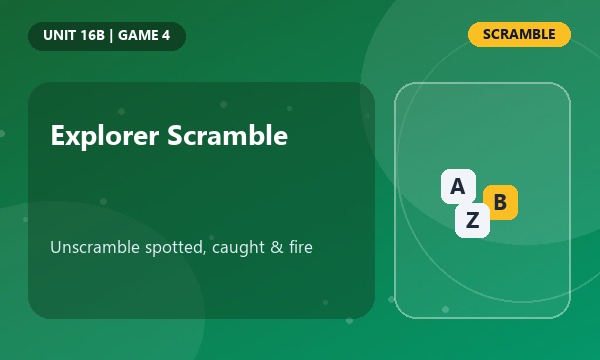 UNIT 16B | GAME 4
SCRAMBLE
Explorer Scramble
Unscramble spotted, caught & fire
A
B
Z